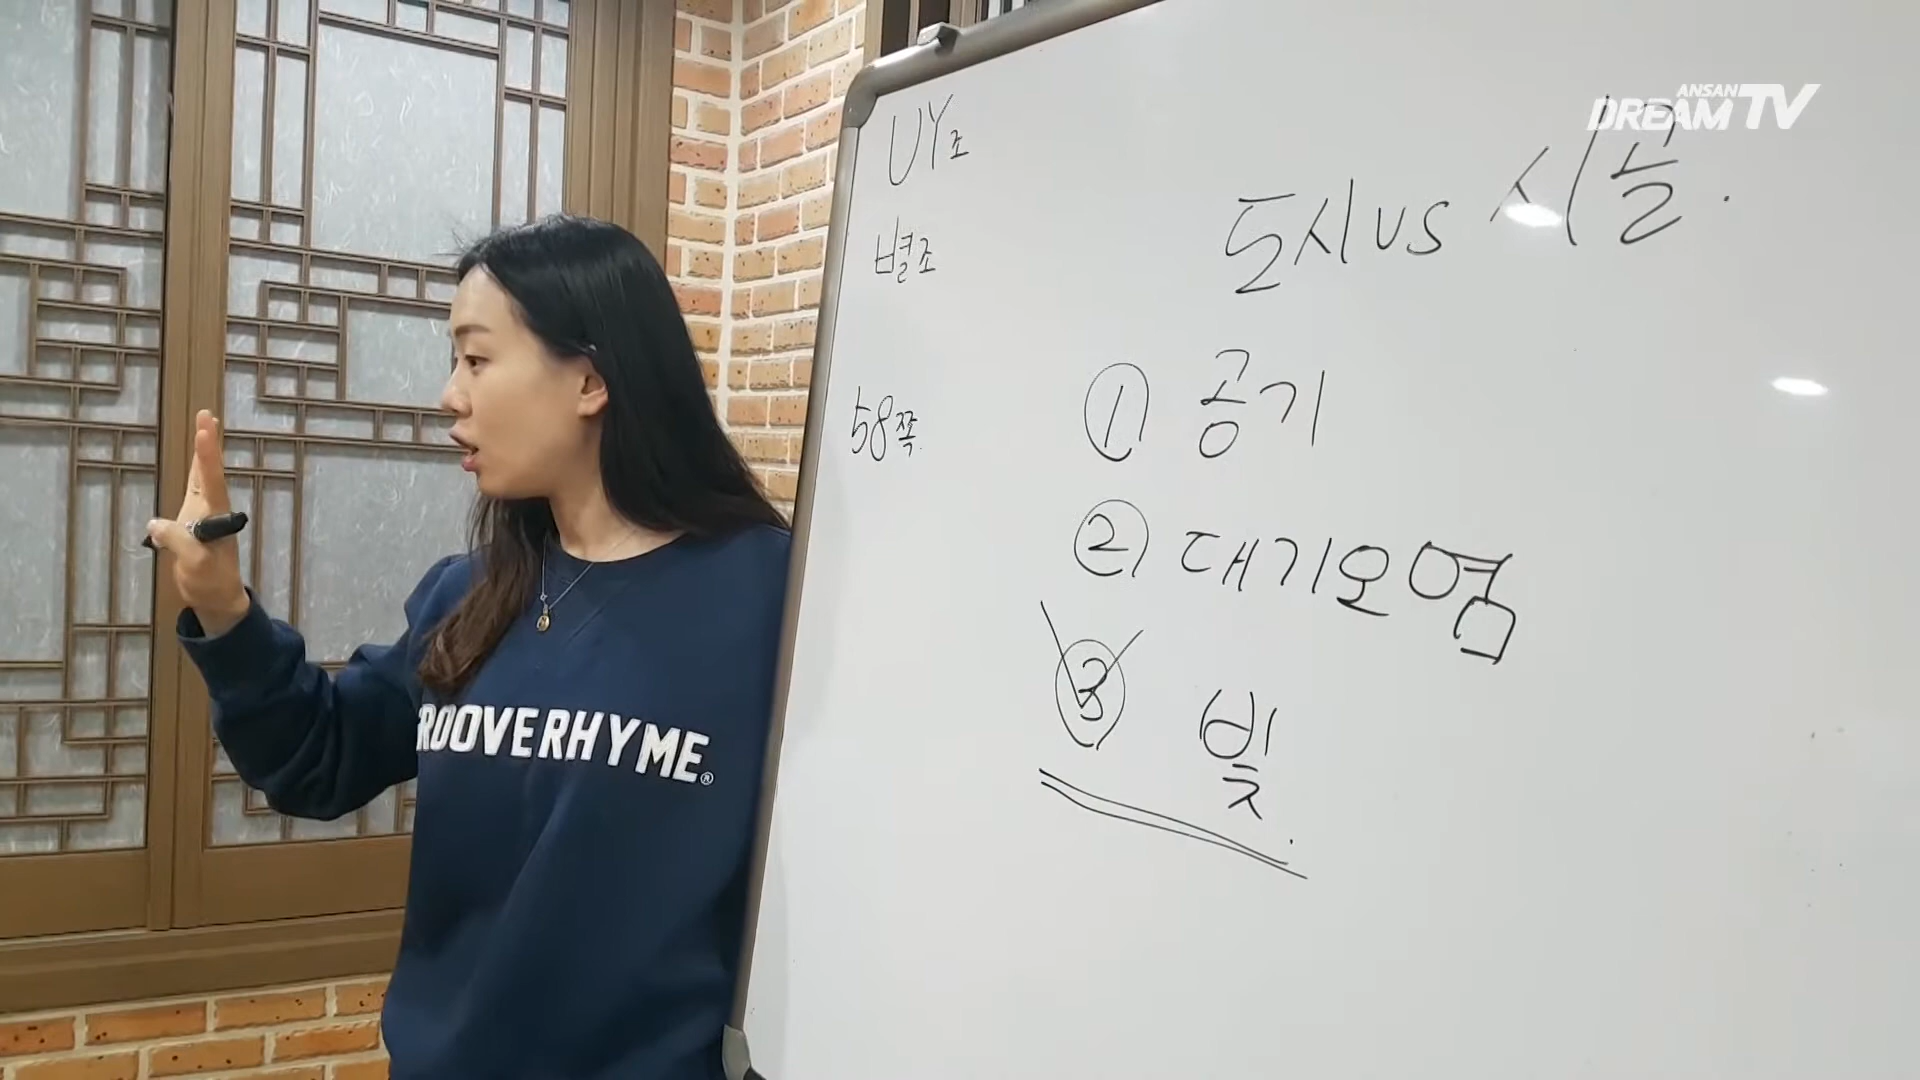 ANSAN
DREAM TV
UY조
별조
58쪽.
도시 vs 시골.
① 공기
② 대기오염
③ 빛.
ROOVERHYME®